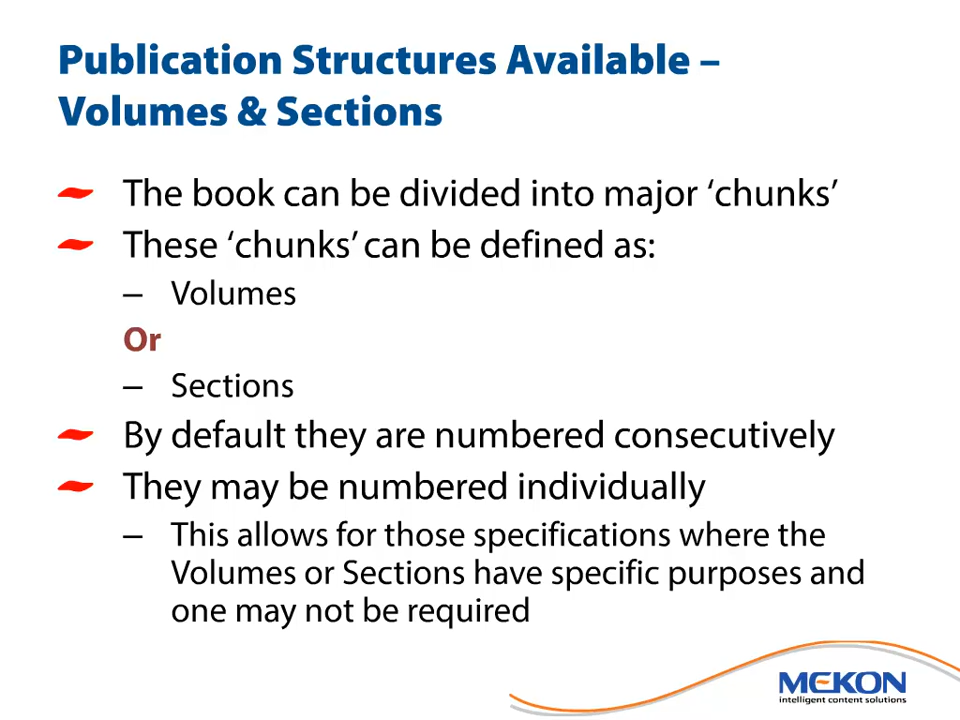 Publication Structures Available –
Volumes & Sections
The book can be divided into major ‘chunks’
These ‘chunks’ can be defined as:
– Volumes
Or
– Sections
By default they are numbered consecutively
They may be numbered individually
– This allows for those specifications where the
Volumes or Sections have specific purposes and
one may not be required
MEKON
intelligent content solutions